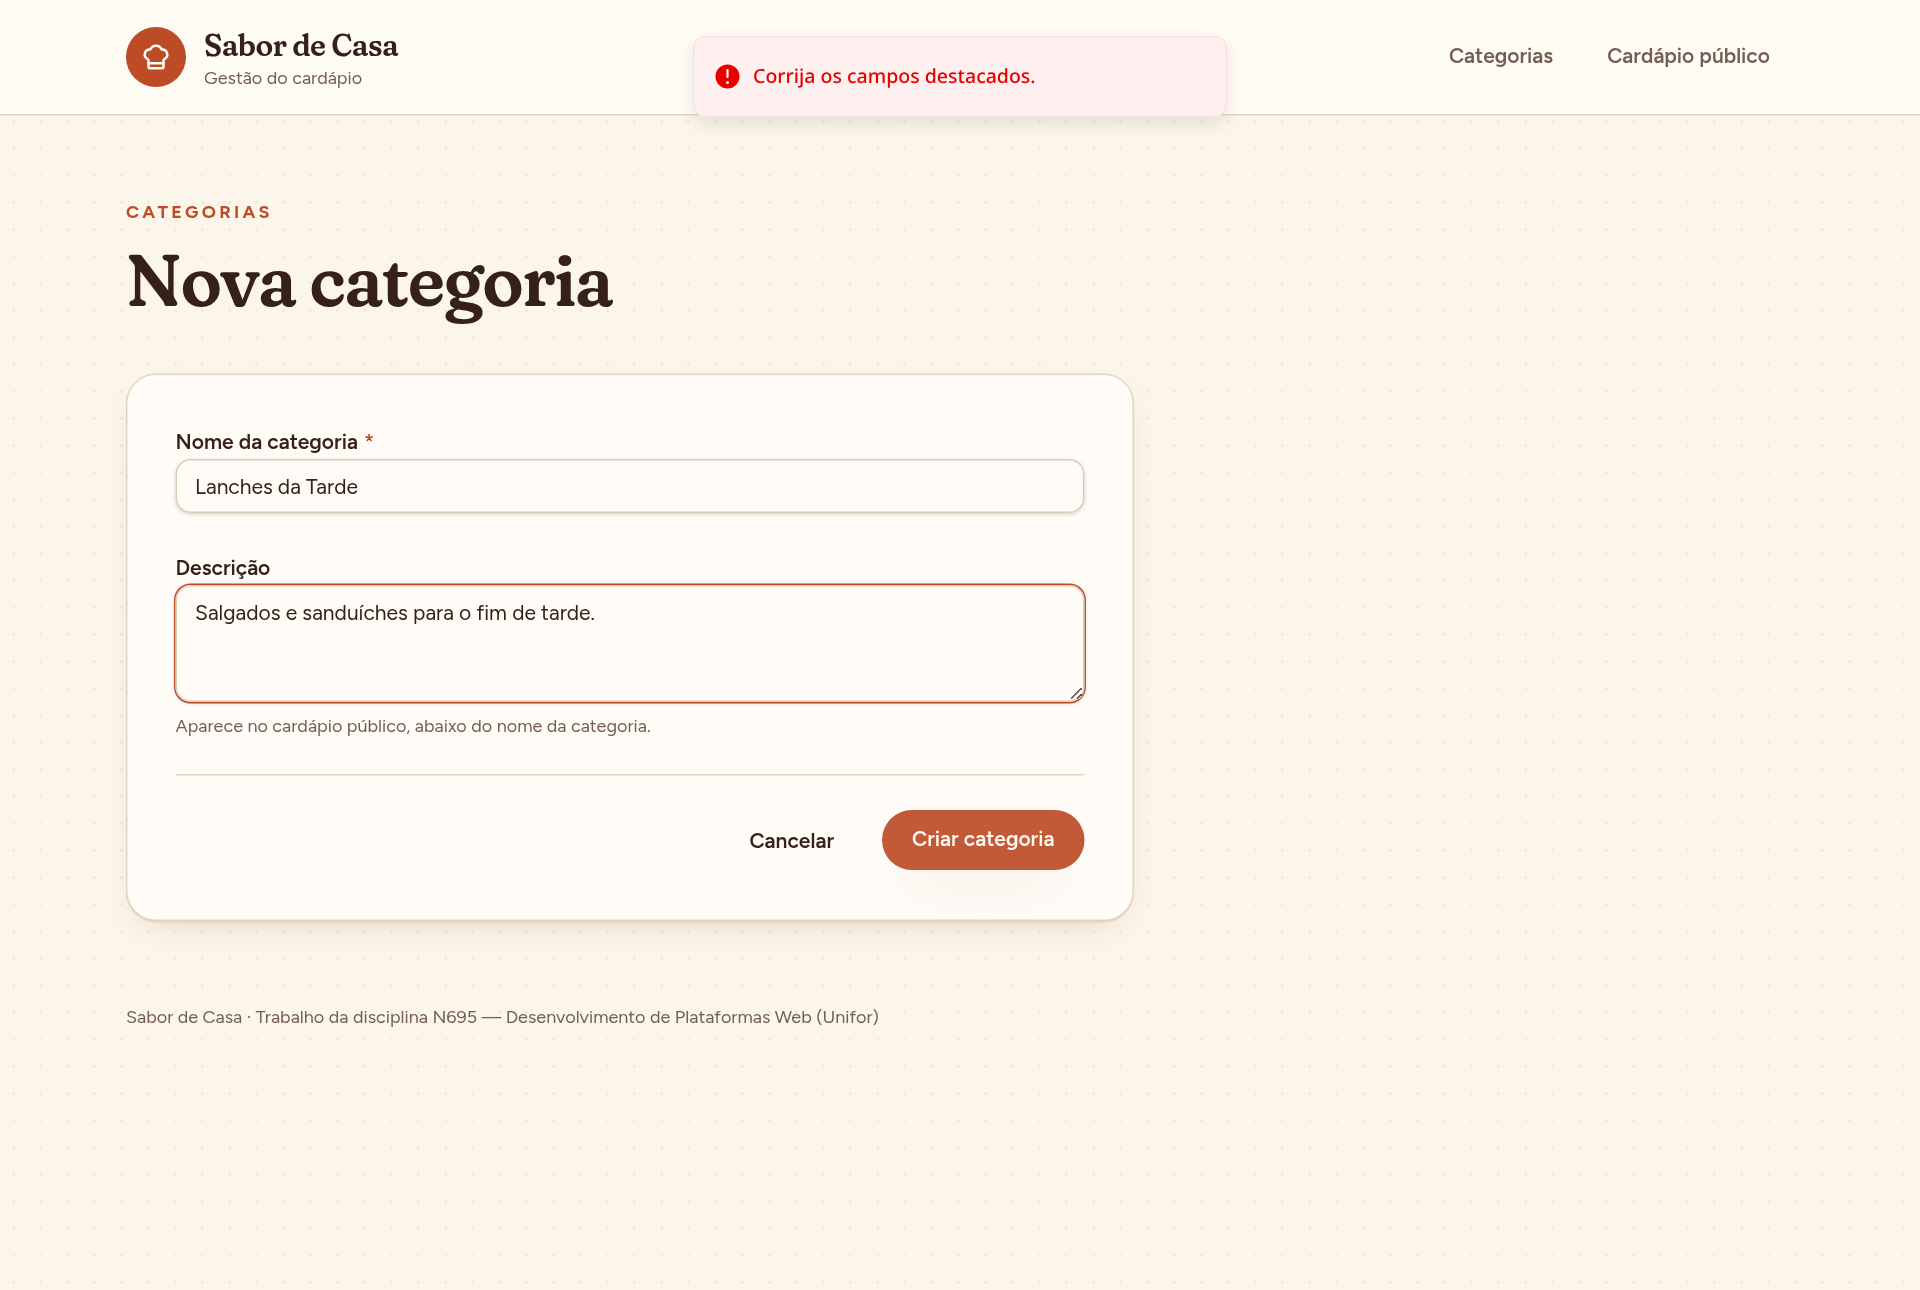 Sabor de Casa
Gestão do cardápio
Corrija os campos destacados.
Categorias
Cardápio público
CATEGORIAS
Nova categoria
Nome da categoria *
Lanches da Tarde
Descrição
Salgados e sanduíches para o fim de tarde.
Aparece no cardápio público, abaixo do nome da categoria.
Cancelar
Criar categoria
Sabor de Casa · Trabalho da disciplina N695 — Desenvolvimento de Plataformas Web (Unifor)